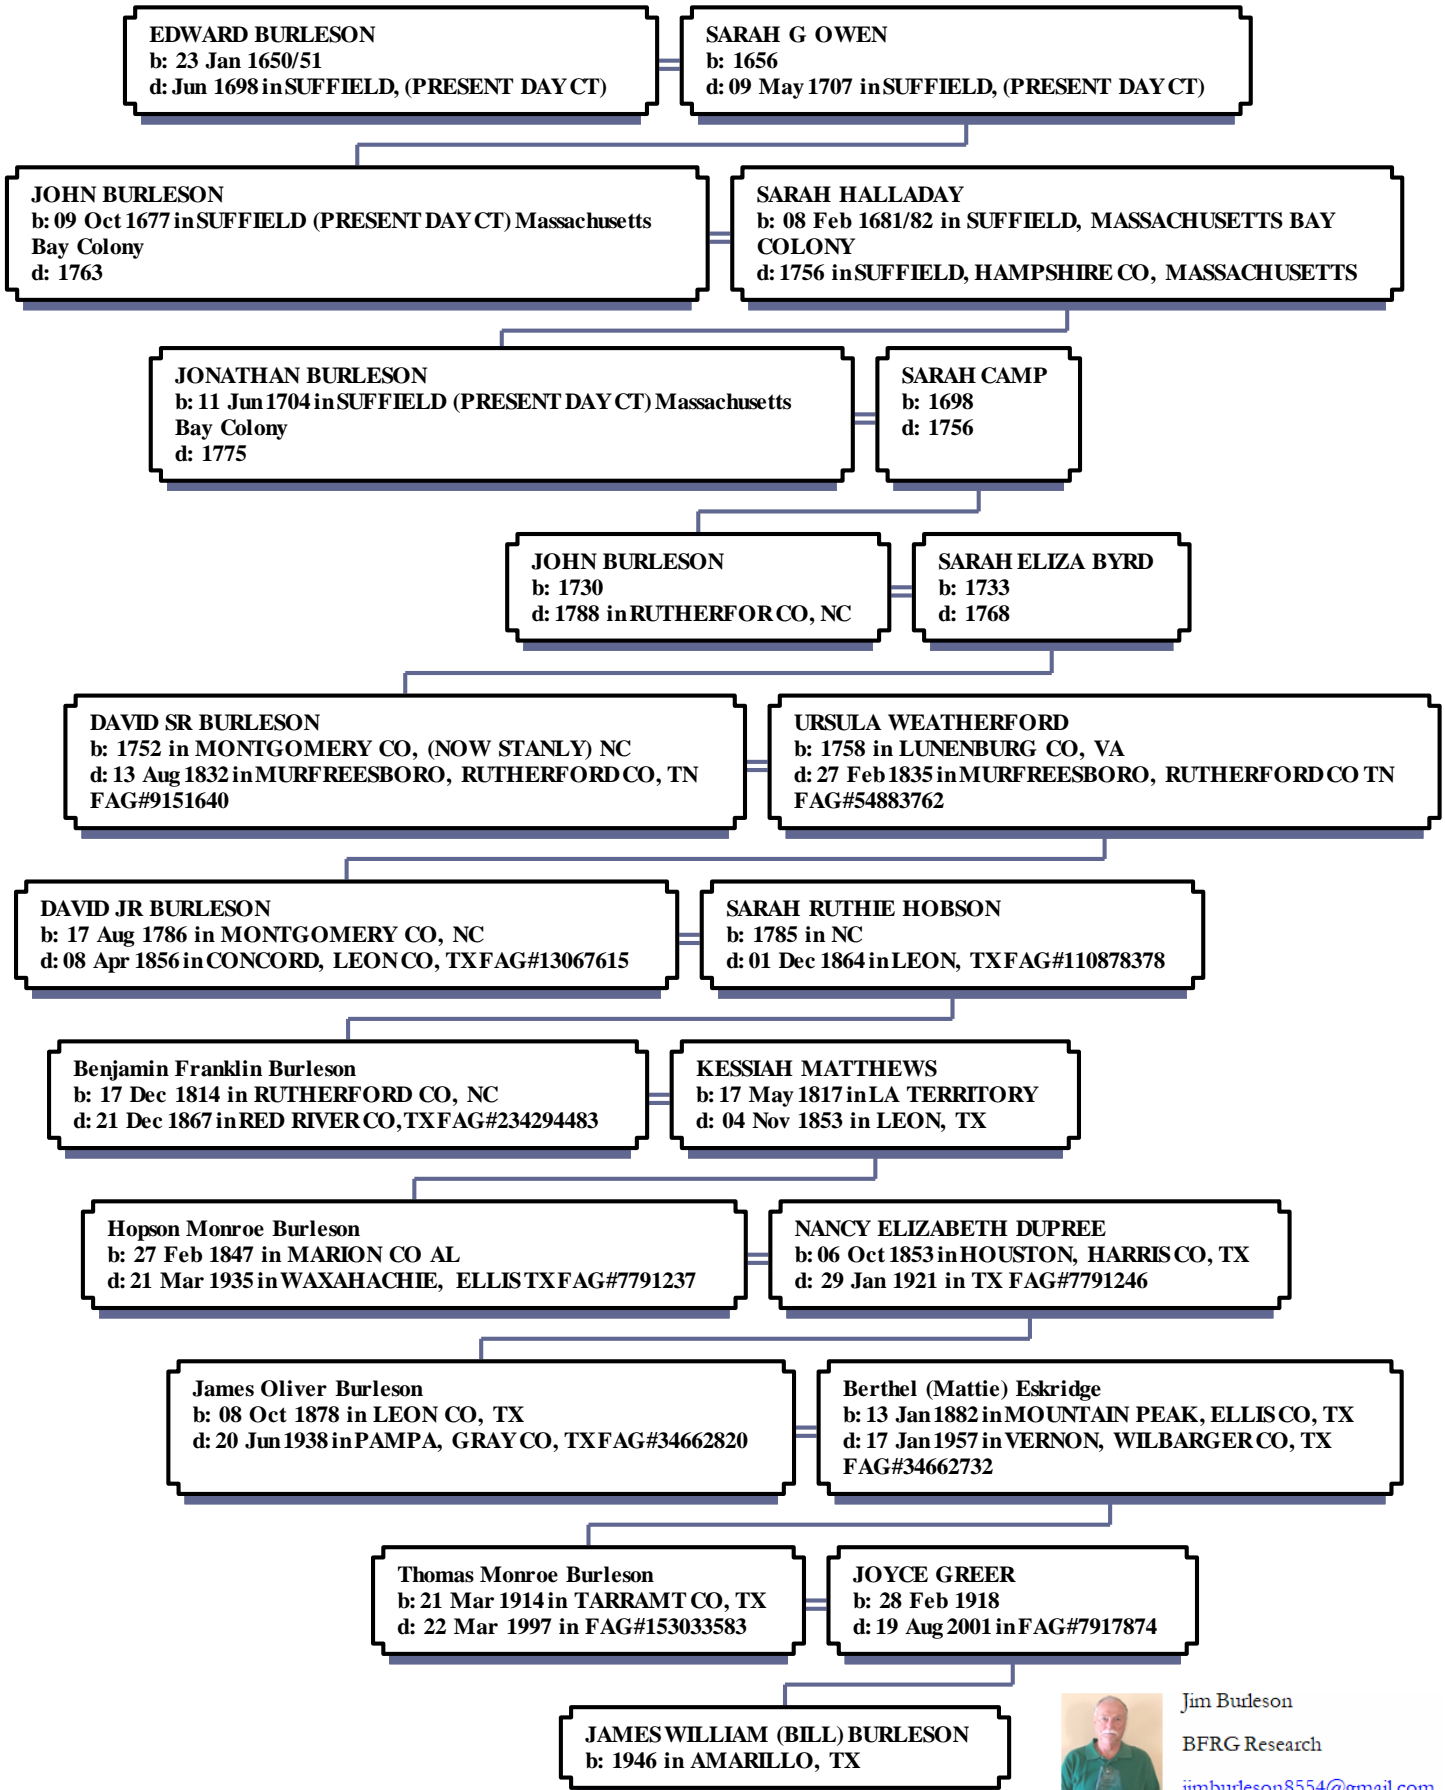 EDWARD BURLESON
b: 23 Jan 1650/51
d: Jun 1698 in SUFFIELD, (PRESENT DAY CT)
SARAH G OWEN
b: 1656
d: 09 May 1707 in SUFFIELD, (PRESENT DAY CT)
JOHN BURLESON
b: 09 Oct 1677 in SUFFIELD (PRESENT DAY CT) Massachusetts
Bay Colony
d: 1763
SARAH HALLADAY
b: 08 Feb 1681/82 in SUFFIELD, MASSACHUSETTS BAY
COLONY
d: 1756 in SUFFIELD, HAMPSHIRE CO, MASSACHUSETTS
JONATHAN BURLESON
b: 11 Jun 1704 in SUFFIELD (PRESENT DAY CT) Massachusetts
Bay Colony
d: 1775
SARAH CAMP
b: 1698
d: 1756
JOHN BURLESON
b: 1730
d: 1788 in RUTHERFOR CO, NC
SARAH ELIZA BYRD
b: 1733
d: 1768
DAVID SR BURLESON
b: 1752 in MONTGOMERY CO, (NOW STANLY) NC
d: 13 Aug 1832 in MURFREESBORO, RUTHERFORD CO, TN
FAG#9151640
URSULA WEATHERFORD
b: 1758 in LUNENBURG CO, VA
d: 27 Feb 1835 in MURFREESBORO, RUTHERFORD CO TN
FAG#54883762
DAVID JR BURLESON
b: 17 Aug 1786 in MONTGOMERY CO, NC
d: 08 Apr 1856 in CONCORD, LEON CO, TX FAG#13067615
SARAH RUTHIE HOBSON
b: 1785 in NC
d: 01 Dec 1864 in LEON, TX FAG#110878378
Benjamin Franklin Burleson
b: 17 Dec 1814 in RUTHERFORD CO, NC
d: 21 Dec 1867 in RED RIVER CO, TX FAG#234294483
KESSIAH MATTHEWS
b: 17 May 1817 in LA TERRITORY
d: 04 Nov 1853 in LEON, TX
Hopson Monroe Burleson
b: 27 Feb 1847 in MARION CO AL
d: 21 Mar 1935 in WAXAHACHIE, ELLIS TX FAG#7791237
NANCY ELIZABETH DUPREE
b: 06 Oct 1853 in HOUSTON, HARRIS CO, TX
d: 29 Jan 1921 in TX FAG#7791246
James Oliver Burleson
b: 08 Oct 1878 in LEON CO, TX
d: 20 Jun 1938 in PAMPA, GRAY CO, TX FAG#34662820
Berthel (Mattie) Eskridge
b: 13 Jan 1882 in MOUNTAIN PEAK, ELLIS CO, TX
d: 17 Jan 1957 in VERNON, WILBARGER CO, TX
FAG#34662732
Thomas Monroe Burleson
b: 21 Mar 1914 in TARRAMT CO, TX
d: 22 Mar 1997 in FAG#153033583
JOYCE GREER
b: 28 Feb 1918
d: 19 Aug 2001 in FAG#7917874
JAMES WILLIAM (BILL) BURLESON
b: 1946 in AMARILLO, TX
Jim Burleson
BFRG Research
jimburleson8554@gmail.com